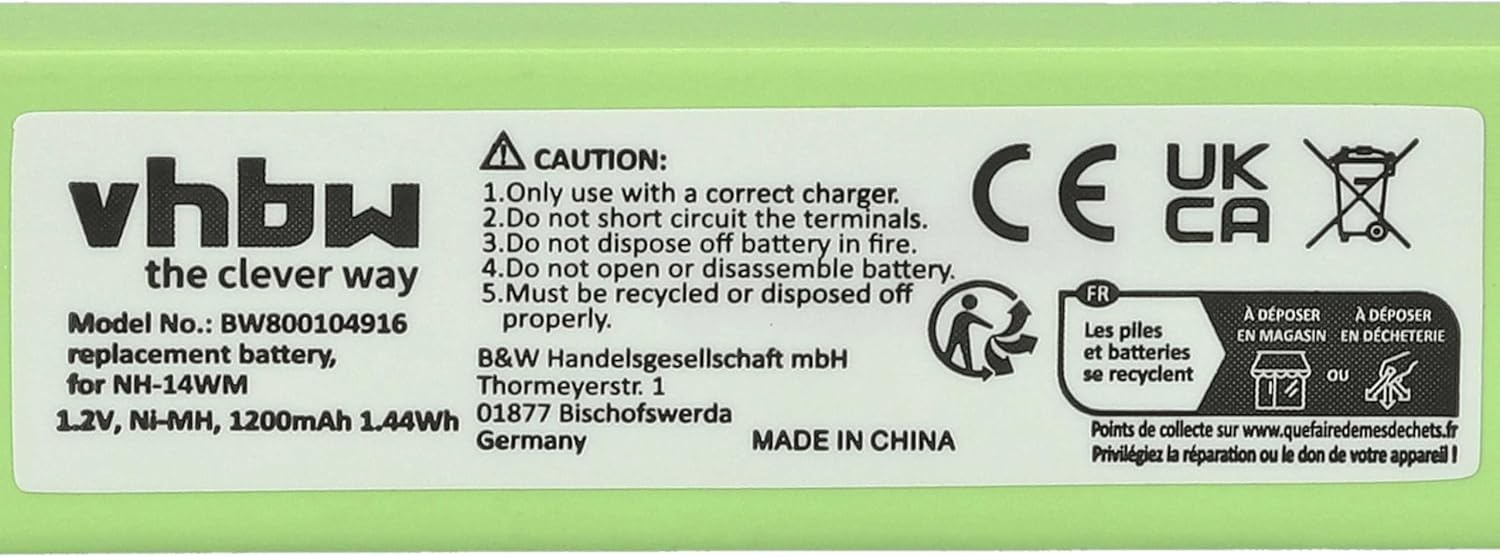 vhbw
the clever way
Model No.: BW800104916
replacement battery,
for NH-14WM
1.2V, Ni-MH, 1200mAh 1.44Wh
CAUTION:
1.Only use with a correct charger.
2.Do not short circuit the terminals.
3.Do not dispose off battery in fire.
4.Do not open or disassemble battery.
5.Must be recycled or disposed off
properly.
B&W Handelsgesellschaft mbH
Thormeyerstr. 1
01877 Bischofswerda
Germany
MADE IN CHINA
CE
UK
CA
FR
Les piles
et batteries
se recyclent
À DÉPOSER
EN MAGASIN
OU
À DÉPOSER
EN DÉCHETERIE
Points de collecte sur www.quefairedemesdechets.fr
Privilégiez la réparation ou le don de votre appareil !